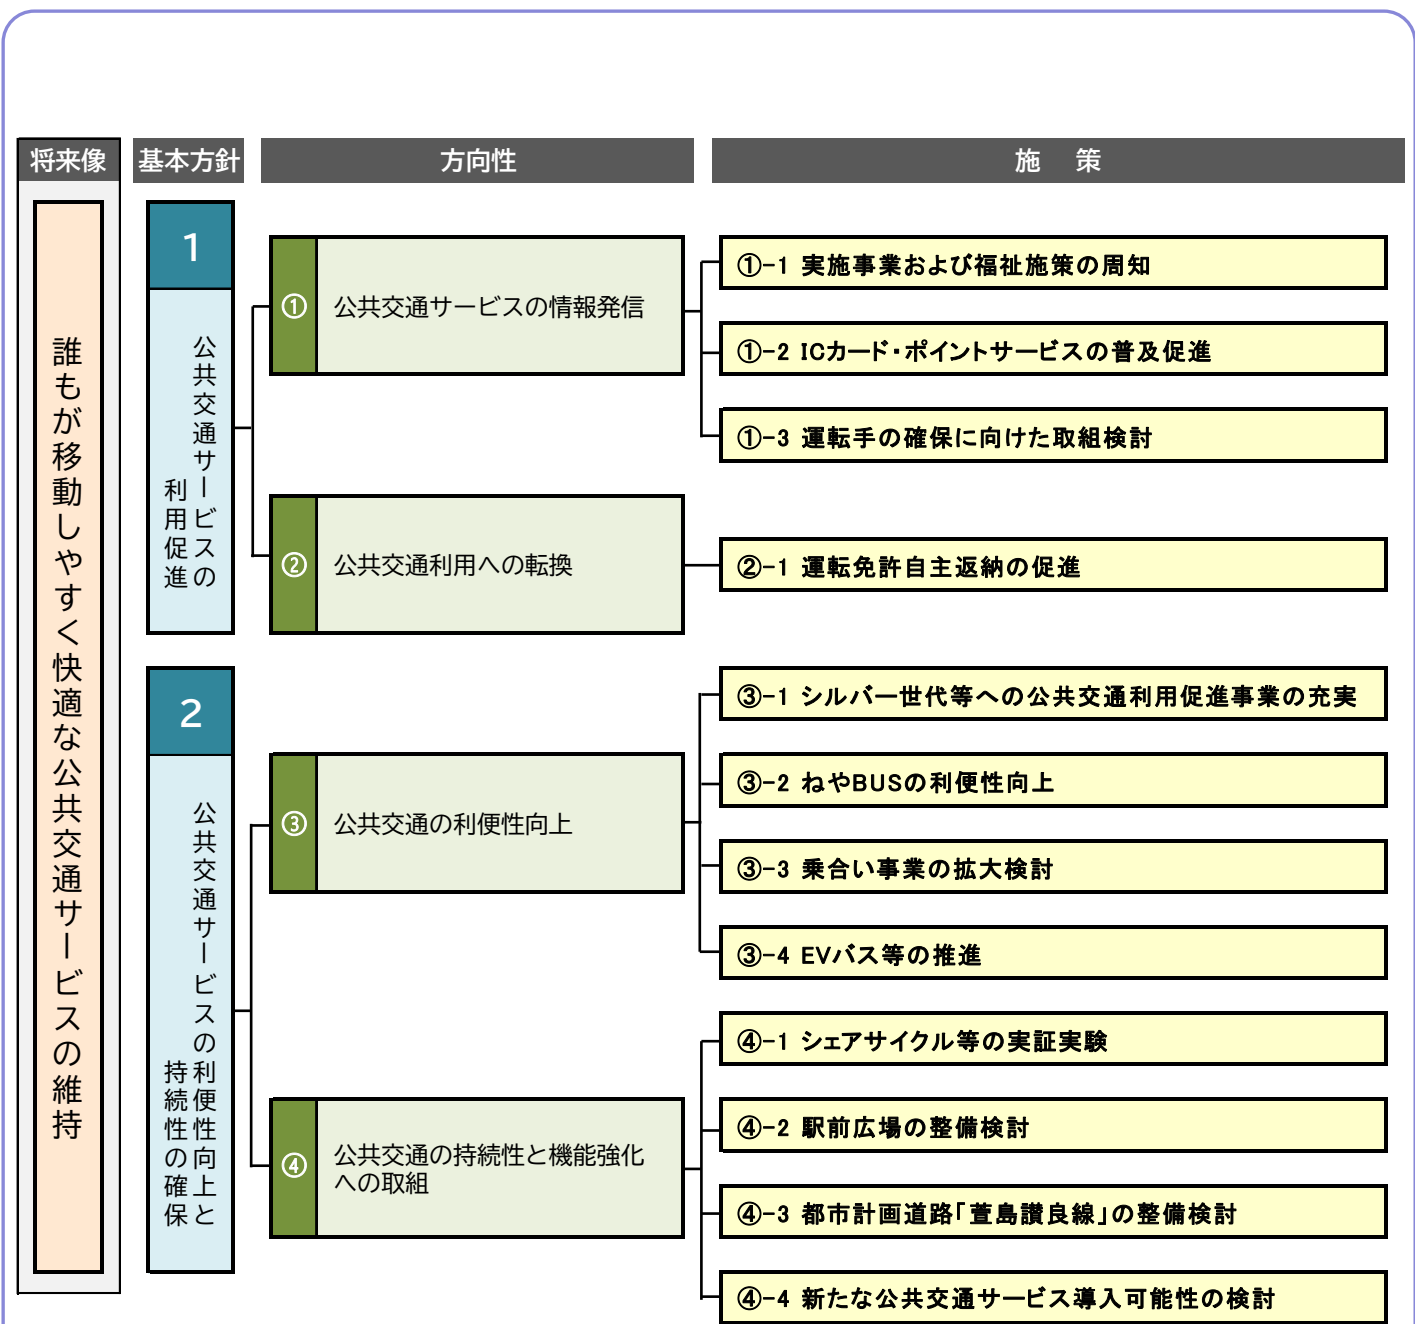 将来像
基本方針
方向性
施　策
誰もが移動しやすく快適な公共交通サービスの維持
1
公共交通サービスの
利用促進
①
公共交通サービスの情報発信
①-1 実施事業および福祉施策の周知
①-2 ICカード・ポイントサービスの普及促進
①-3 運転手の確保に向けた取組検討
②
公共交通利用への転換
②-1 運転免許自主返納の促進
2
公共交通サービスの利便性向上と
持続性の確保
③
公共交通の利便性向上
③-1 シルバー世代等への公共交通利用促進事業の充実
③-2 ねやBUSの利便性向上
③-3 乗合い事業の拡大検討
③-4 EVバス等の推進
④
公共交通の持続性と機能強化
への取組
④-1 シェアサイクル等の実証実験
④-2 駅前広場の整備検討
④-3 都市計画道路「萱島讃良線」の整備検討
④-4 新たな公共交通サービス導入可能性の検討